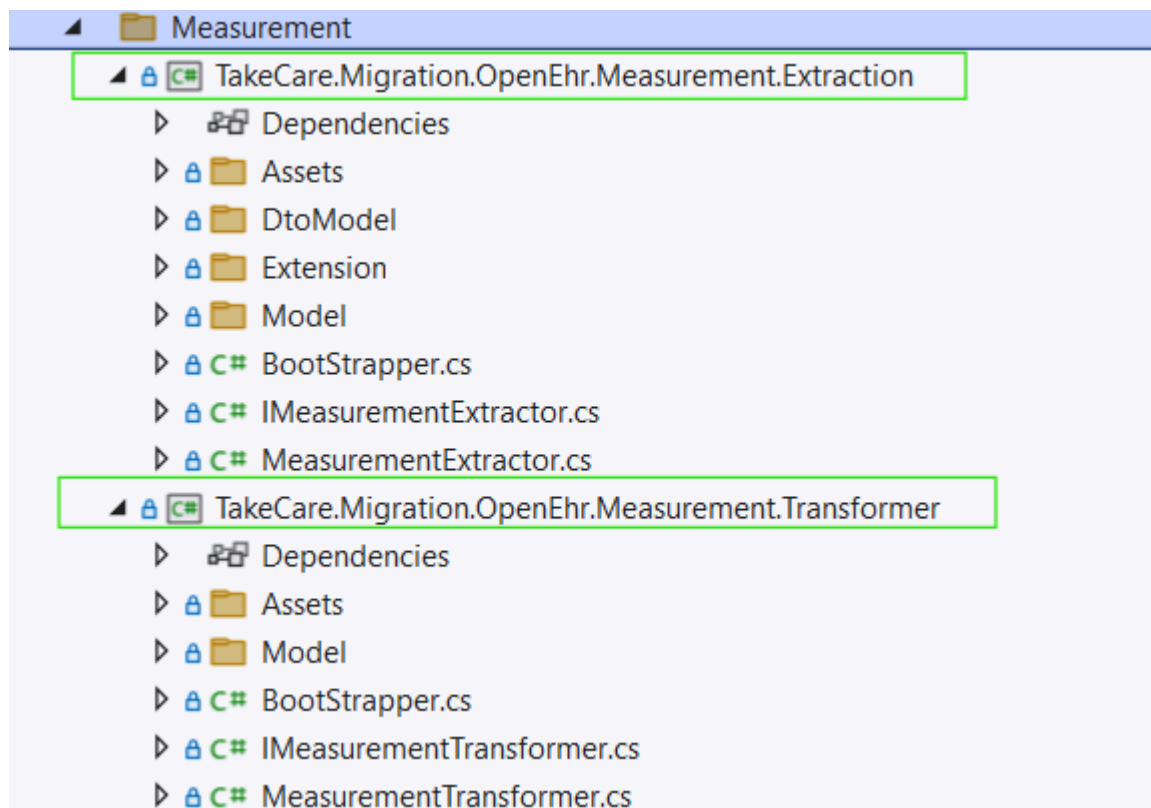 Measurement
C# TakeCare.Migration.OpenEhr.Measurement.Extraction
Dependencies
Assets
DtoModel
Extension
Model
C# BootStrapper.cs
C# IMeasurementExtractor.cs
C# MeasurementExtractor.cs
C# TakeCare.Migration.OpenEhr.Measurement.Transformer
Dependencies
Assets
Model
C# BootStrapper.cs
C# IMeasurementTransformer.cs
C# MeasurementTransformer.cs